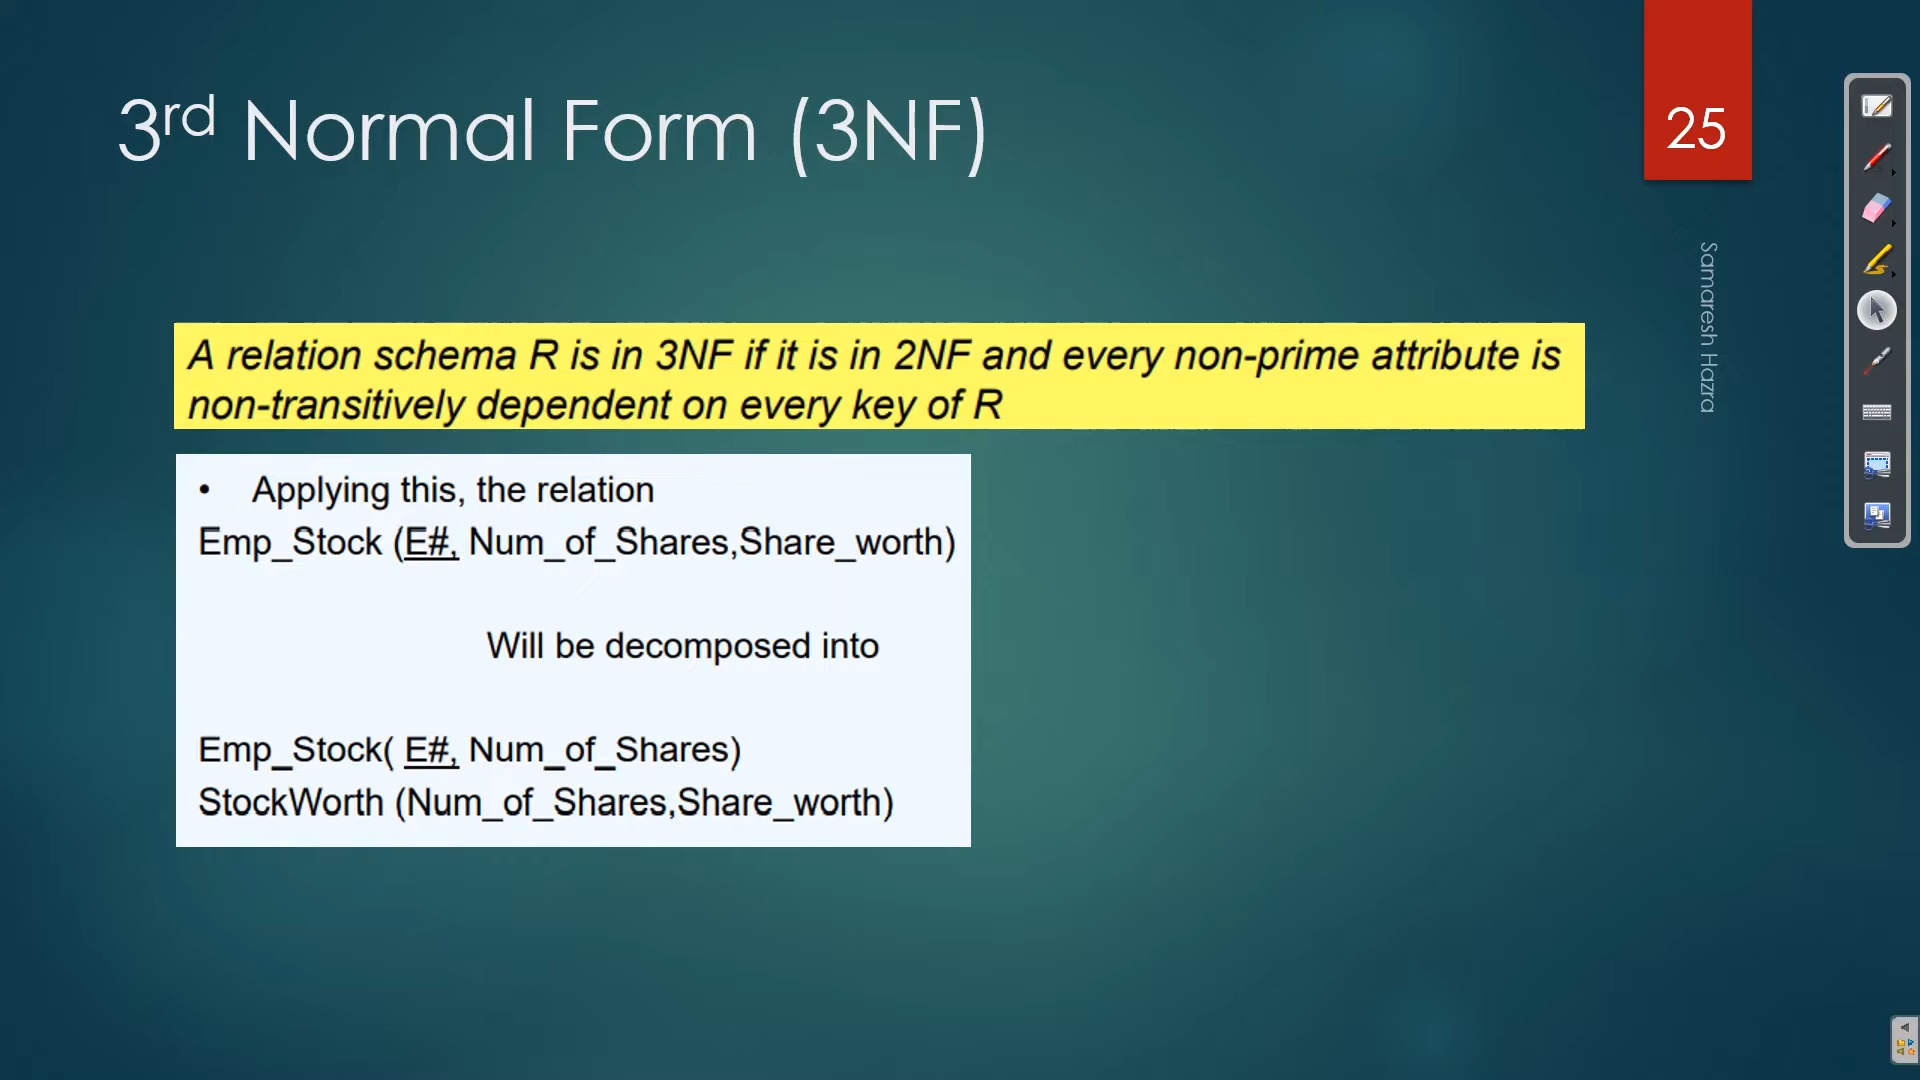 3rd Normal Form (3NF)
25
Samaresh Hazra
A relation schema R is in 3NF if it is in 2NF and every non-prime attribute is
non-transitively dependent on every key of R
• Applying this, the relation
Emp_Stock (E#, Num_of_Shares,Share_worth)
Will be decomposed into
Emp_Stock( E#, Num_of_Shares)
StockWorth (Num_of_Shares,Share_worth)